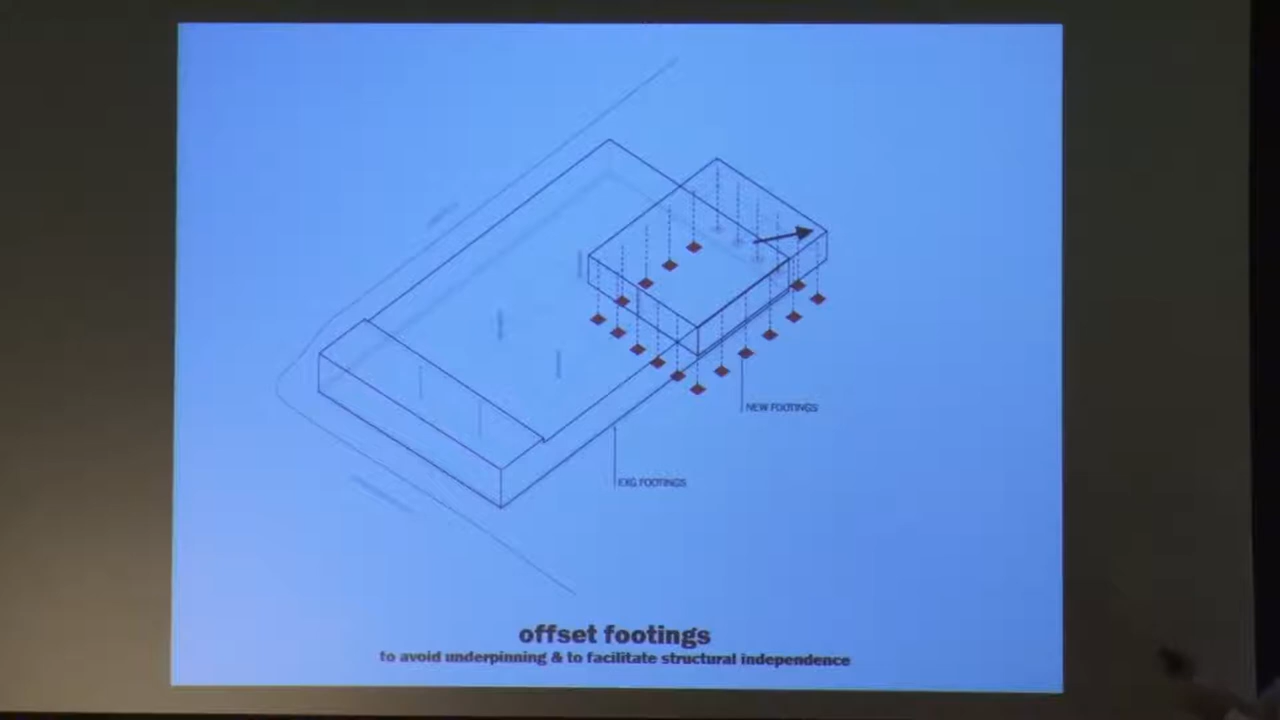 NEW FOOTINGS
EXG FOOTINGS
offset footings
to avoid underpinning & to facilitate structural independence